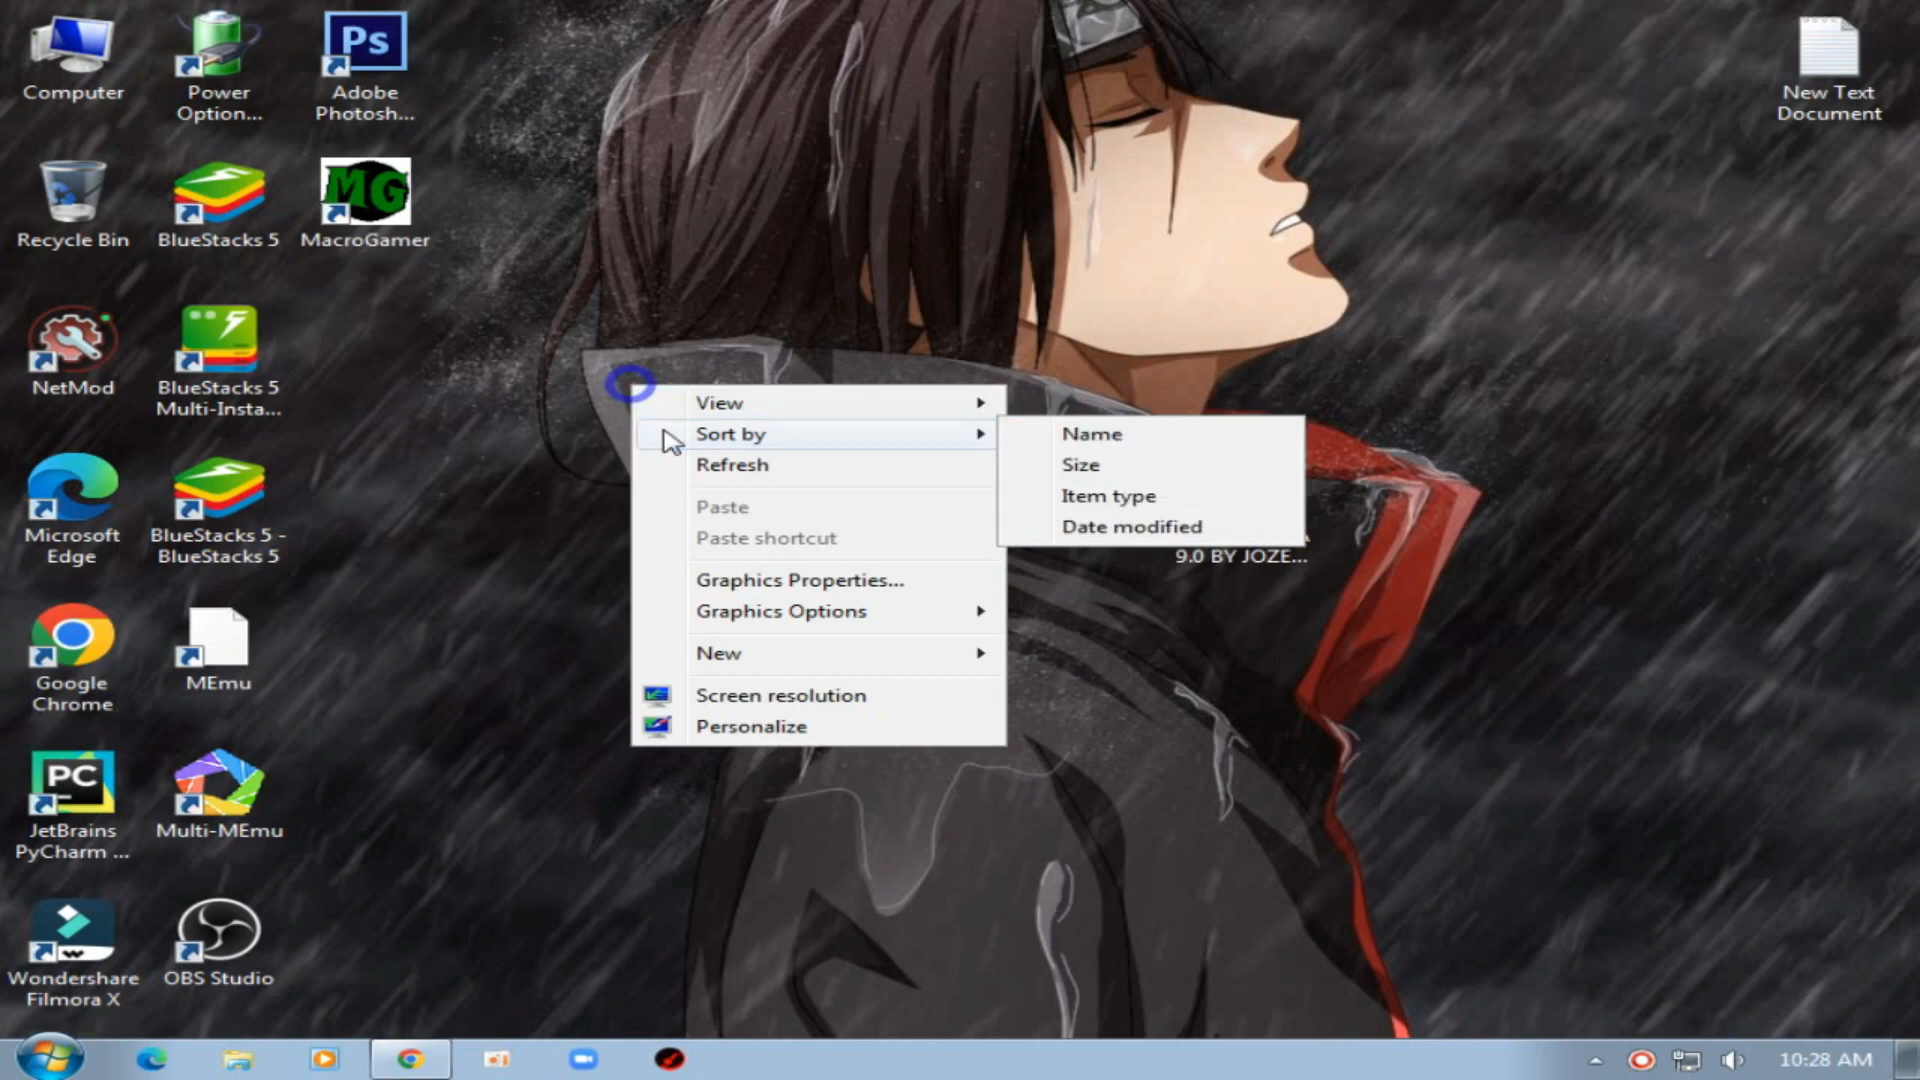 Computer
Power
Option...
Ps
Adobe
Photosh...
New Text
Document
Recycle Bin
BlueStacks 5
MG
MacroGamer
NetMod
BlueStacks 5
Multi-Insta...
Microsoft
Edge
BlueStacks 5 -
BlueStacks 5
Google
Chrome
MEmu
PC
JetBrains
PyCharm ...
Multi-MEmu
Wondershare
Filmora X
OBS Studio
View
Sort by
Refresh
Paste
Paste shortcut
Graphics Properties...
Graphics Options
New
Screen resolution
Personalize
Name
Size
Item type
Date modified
9.0 BY JOZE...
10:28 AM